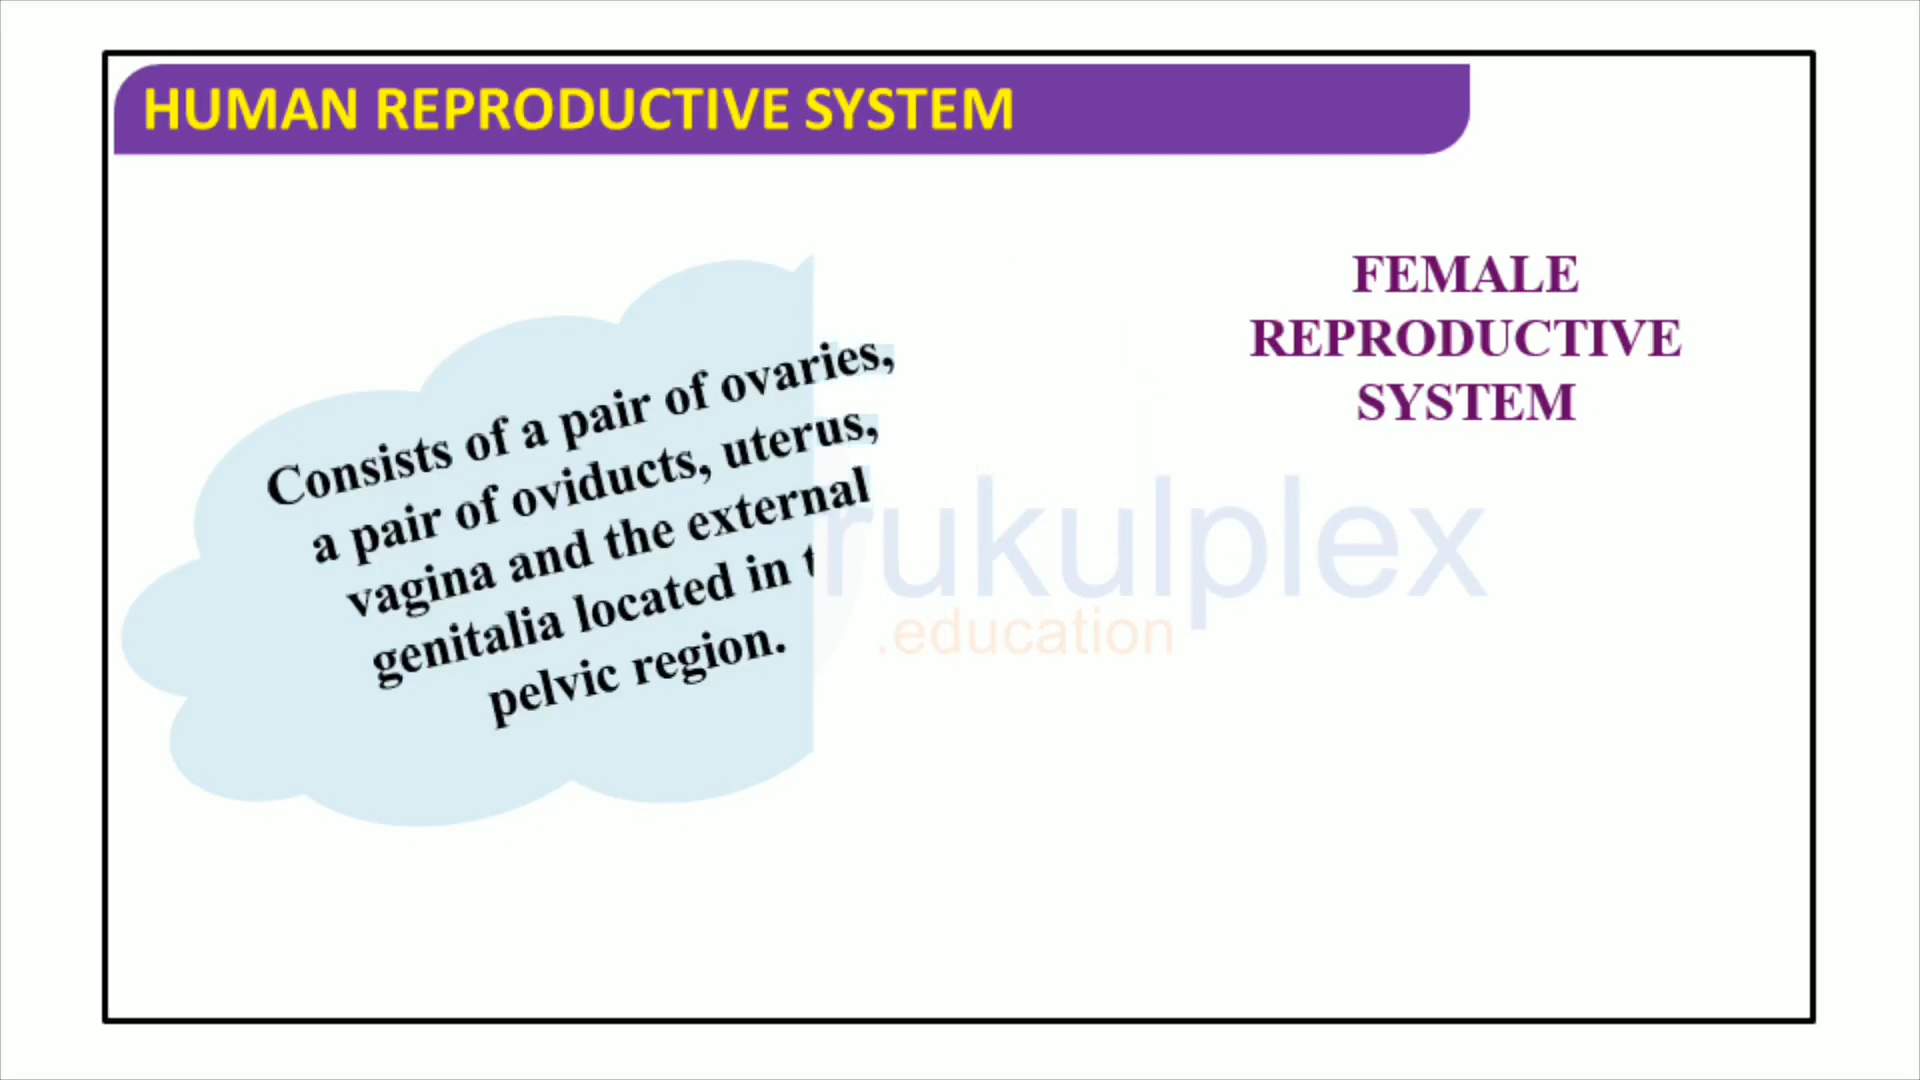 HUMAN REPRODUCTIVE SYSTEM
Consists of a pair of ovaries,
a pair of oviducts, uterus,
vagina and the external
genitalia located in
pelvic region.
FEMALE
REPRODUCTIVE
SYSTEM
rukulplex
.education